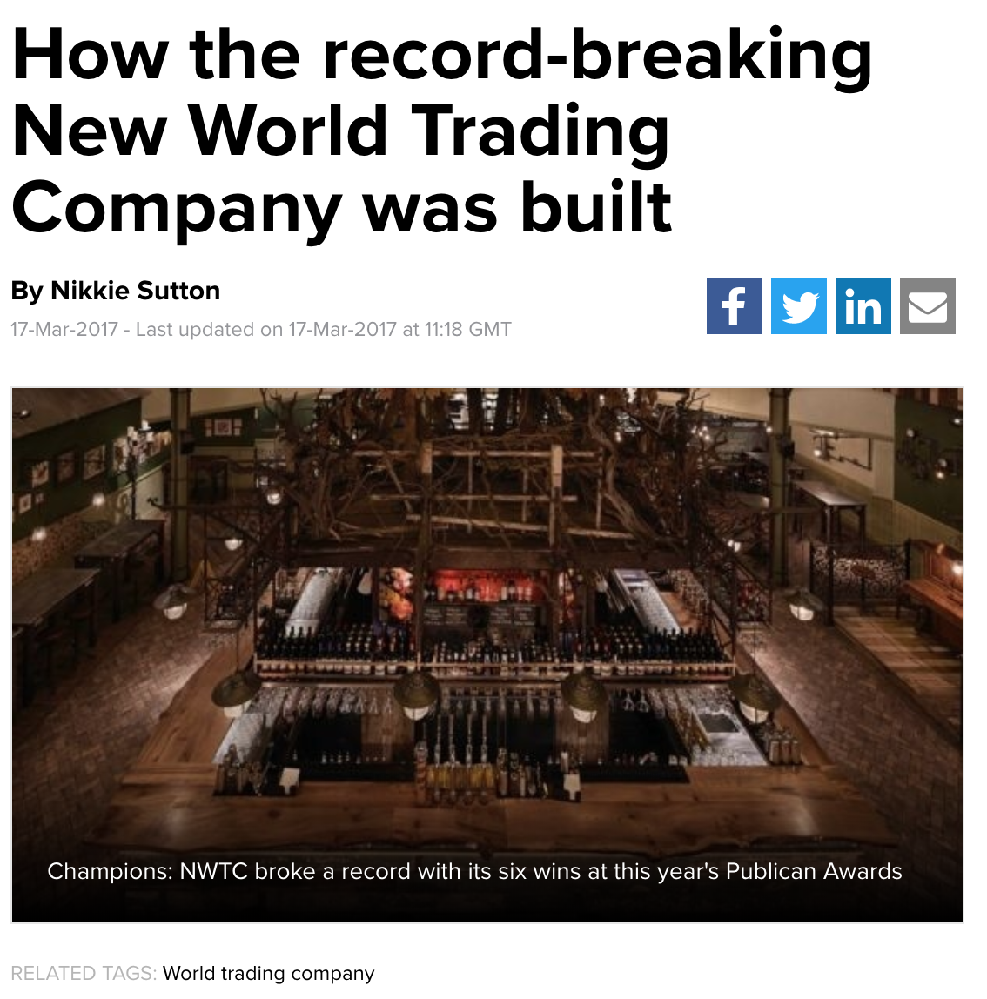 How the record-breaking
New World Trading
Company was built
By Nikkie Sutton
17-Mar-2017 - Last updated on 17-Mar-2017 at 11:18 GMT
Champions: NWTC broke a record with its six wins at this year's Publican Awards
RELATED TAGS: World trading company